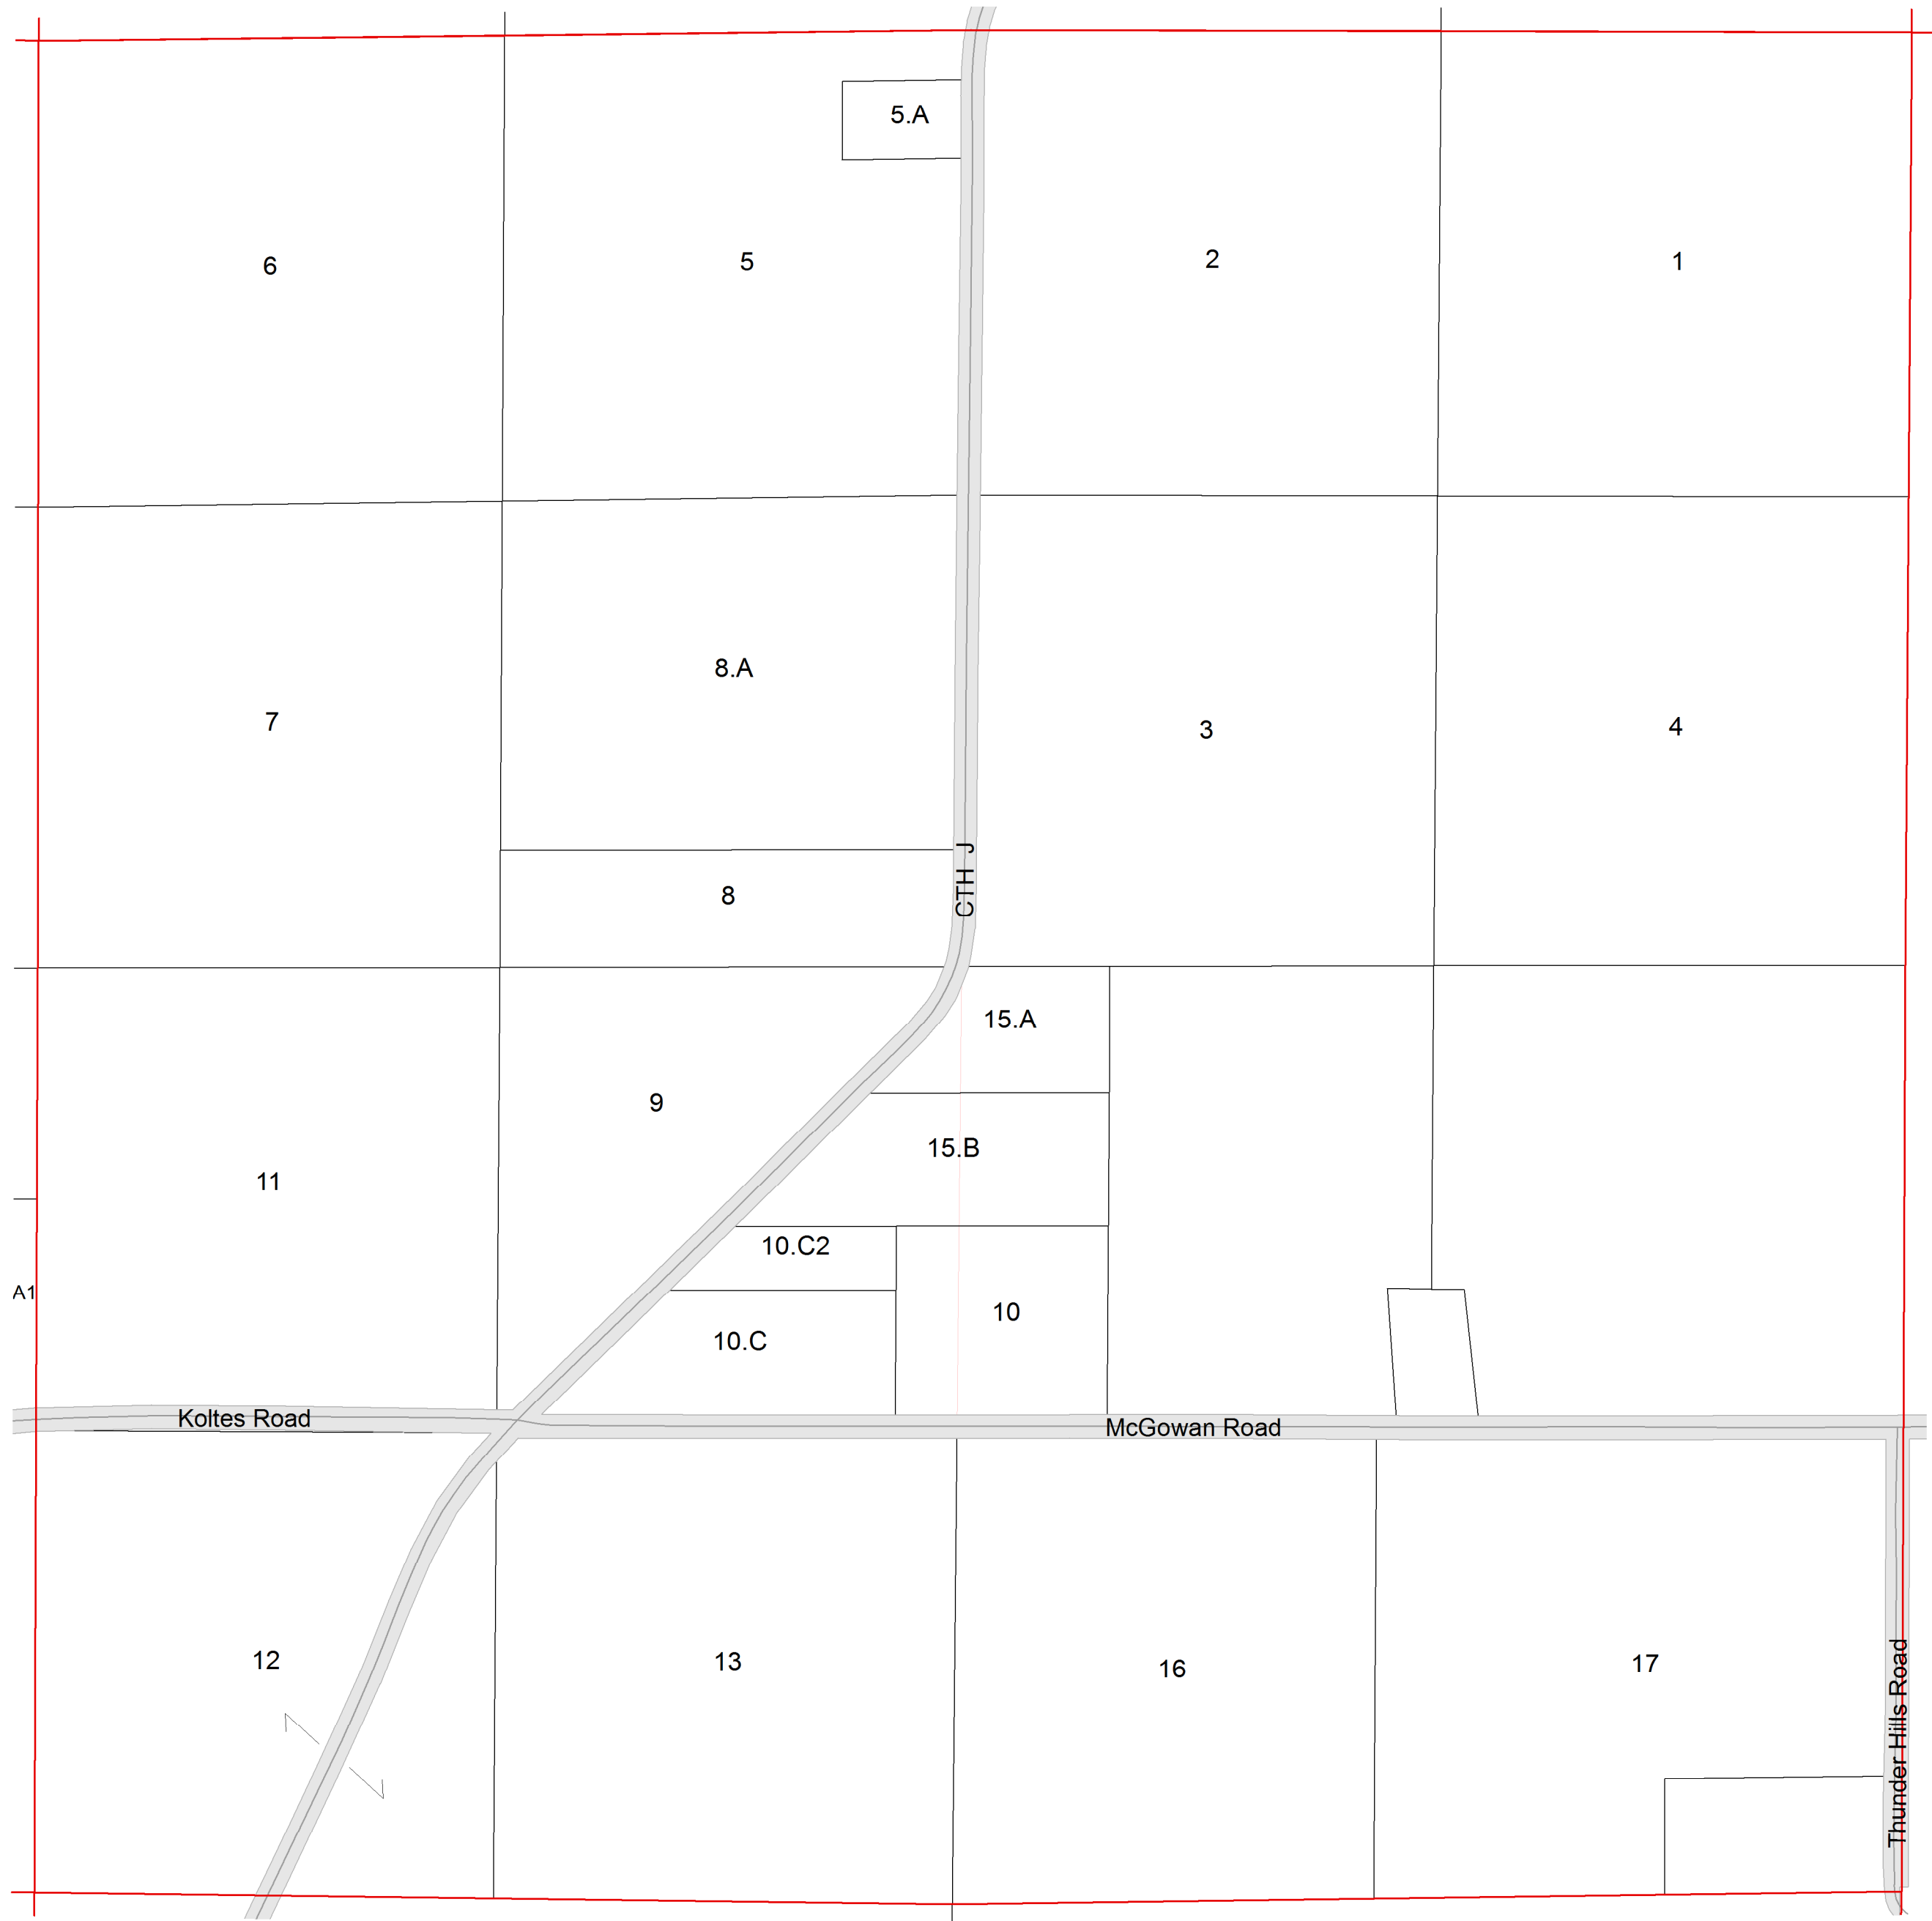 5.A
6
5
2
1
8.A
7
3
4
CTH J
8
15.A
9
15.B
11
10.C2
A1
10
10.C
Koltes Road
McGowan Road
12
13
16
17
Thunder Hills Road